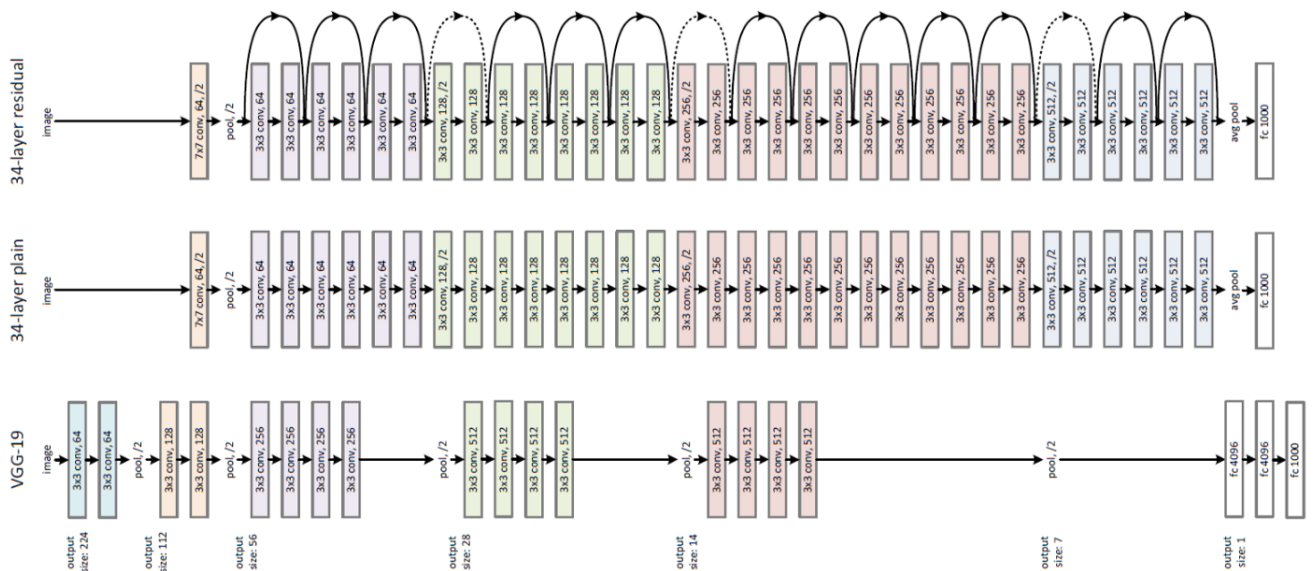 34-layer residual
image
7x7 conv, 64, /2
pool, /2
3x3 conv, 64
3x3 conv, 64
3x3 conv, 64
3x3 conv, 64
3x3 conv, 64
3x3 conv, 64
3x3 conv, 128, /2
3x3 conv, 128
3x3 conv, 128
3x3 conv, 128
3x3 conv, 128
3x3 conv, 128
3x3 conv, 128
3x3 conv, 128
3x3 conv, 256, /2
3x3 conv, 256
3x3 conv, 256
3x3 conv, 256
3x3 conv, 256
3x3 conv, 256
3x3 conv, 256
3x3 conv, 256
3x3 conv, 256
3x3 conv, 256
3x3 conv, 256
3x3 conv, 256
3x3 conv, 512, /2
3x3 conv, 512
3x3 conv, 512
3x3 conv, 512
3x3 conv, 512
3x3 conv, 512
avg pool
fc 1000
34-layer plain
image
7x7 conv, 64, /2
pool, /2
3x3 conv, 64
3x3 conv, 64
3x3 conv, 64
3x3 conv, 64
3x3 conv, 64
3x3 conv, 64
3x3 conv, 128, /2
3x3 conv, 128
3x3 conv, 128
3x3 conv, 128
3x3 conv, 128
3x3 conv, 128
3x3 conv, 128
3x3 conv, 128
3x3 conv, 256, /2
3x3 conv, 256
3x3 conv, 256
3x3 conv, 256
3x3 conv, 256
3x3 conv, 256
3x3 conv, 256
3x3 conv, 256
3x3 conv, 256
3x3 conv, 256
3x3 conv, 256
3x3 conv, 256
3x3 conv, 512, /2
3x3 conv, 512
3x3 conv, 512
3x3 conv, 512
3x3 conv, 512
3x3 conv, 512
avg pool
fc 1000
VGG-19
image
3x3 conv, 64
3x3 conv, 64
pool, /2
3x3 conv, 128
3x3 conv, 128
pool, /2
3x3 conv, 256
3x3 conv, 256
3x3 conv, 256
3x3 conv, 256
pool, /2
3x3 conv, 512
3x3 conv, 512
3x3 conv, 512
3x3 conv, 512
pool, /2
3x3 conv, 512
3x3 conv, 512
3x3 conv, 512
3x3 conv, 512
pool, /2
fc 4096
fc 4096
fc 1000
output
size: 224
output
size: 112
output
size: 56
output
size: 28
output
size: 14
output
size: 7
output
size: 1